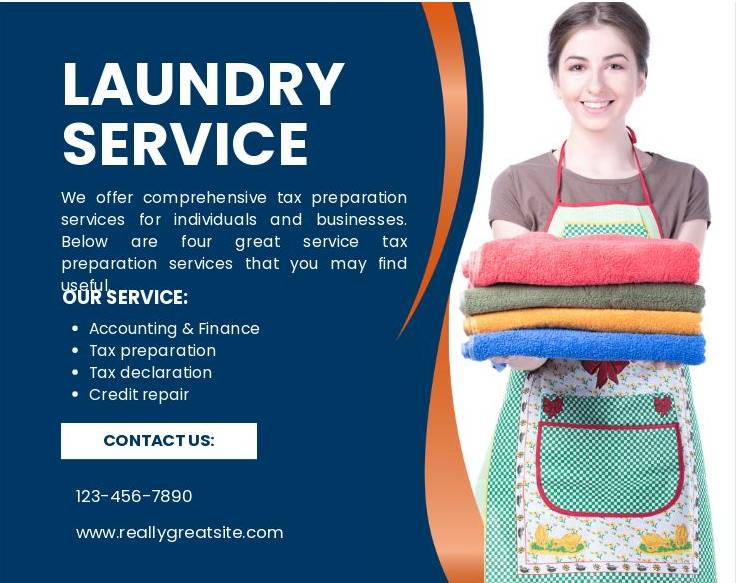 LAUNDRY
SERVICE
We offer comprehensive tax preparation
services for individuals and businesses.
Below are four great service tax
preparation services that you may find
useful.
OUR SERVICE:
Accounting & Finance
Tax preparation
Tax declaration
Credit repair
CONTACT US:
123-456-7890
www.reallygreatsite.com